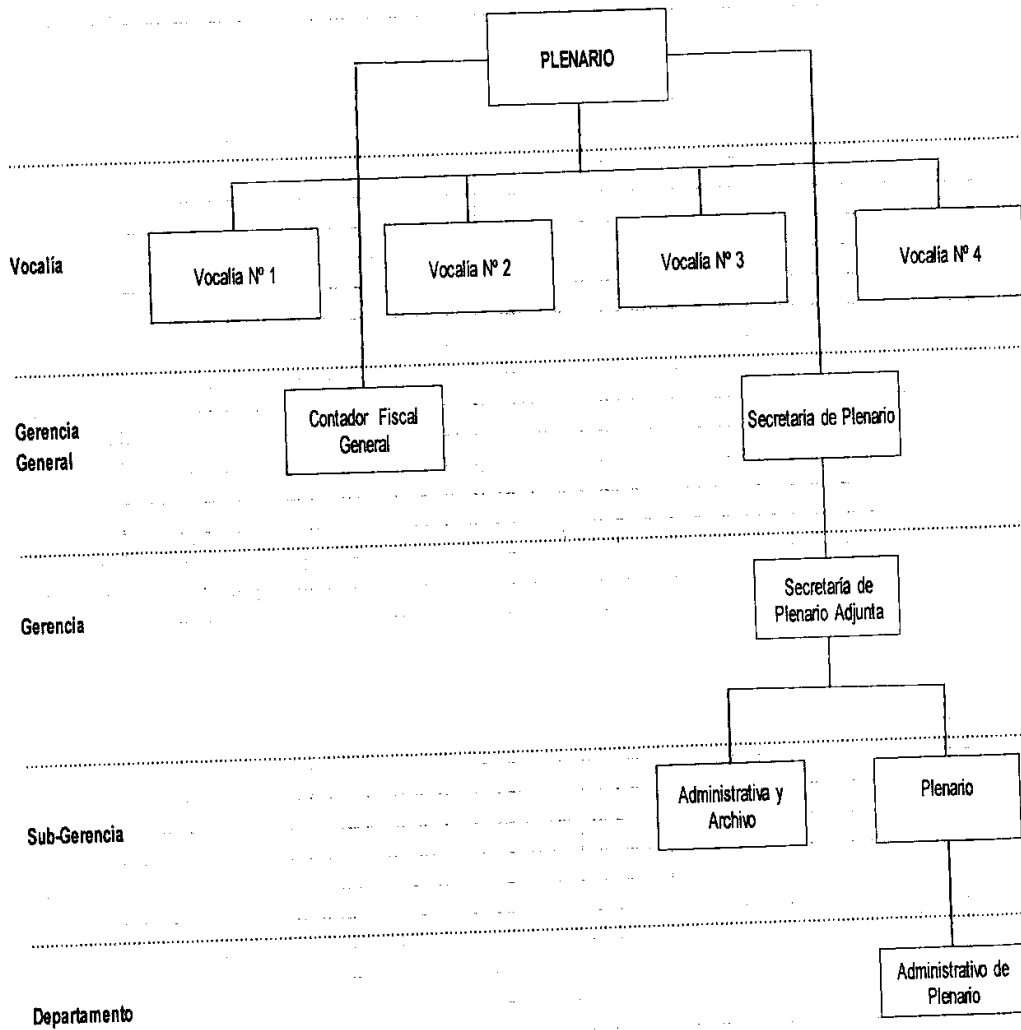 PLENARIO
Vocalía
Vocalía Nº 1
Vocalía Nº 2
Vocalía Nº 3
Vocalía Nº 4
Gerencia
General
Contador Fiscal
General
Secretaria de Plenario
Gerencia
Secretaría de
Plenario Adjunta
Sub-Gerencia
Administrativa y
Archivo
Plenario
Departamento
Administrativo de
Plenario